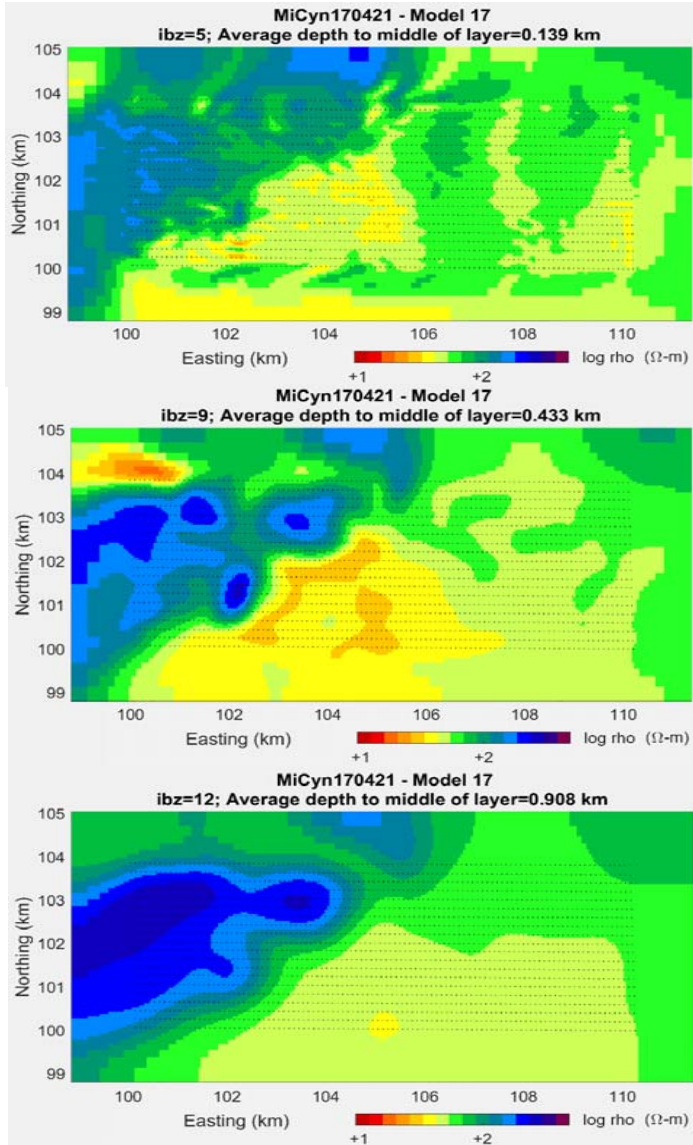 MiCyn170421 - Model 17
ibz=5; Average depth to middle of layer=0.139 km
105
104
103
102
101
100
99
Northing (km)
100 102 104 106 108 110
Easting (km)
log rho (Ω-m)
+1 +2
MiCyn170421 - Model 17
ibz=9; Average depth to middle of layer=0.433 km
105
104
103
102
101
100
99
Northing (km)
100 102 104 106 108 110
Easting (km)
log rho (Ω-m)
+1 +2
MiCyn170421 - Model 17
ibz=12; Average depth to middle of layer=0.908 km
105
104
103
102
101
100
99
Northing (km)
100 102 104 106 108 110
Easting (km)
log rho (Ω-m)
+1 +2